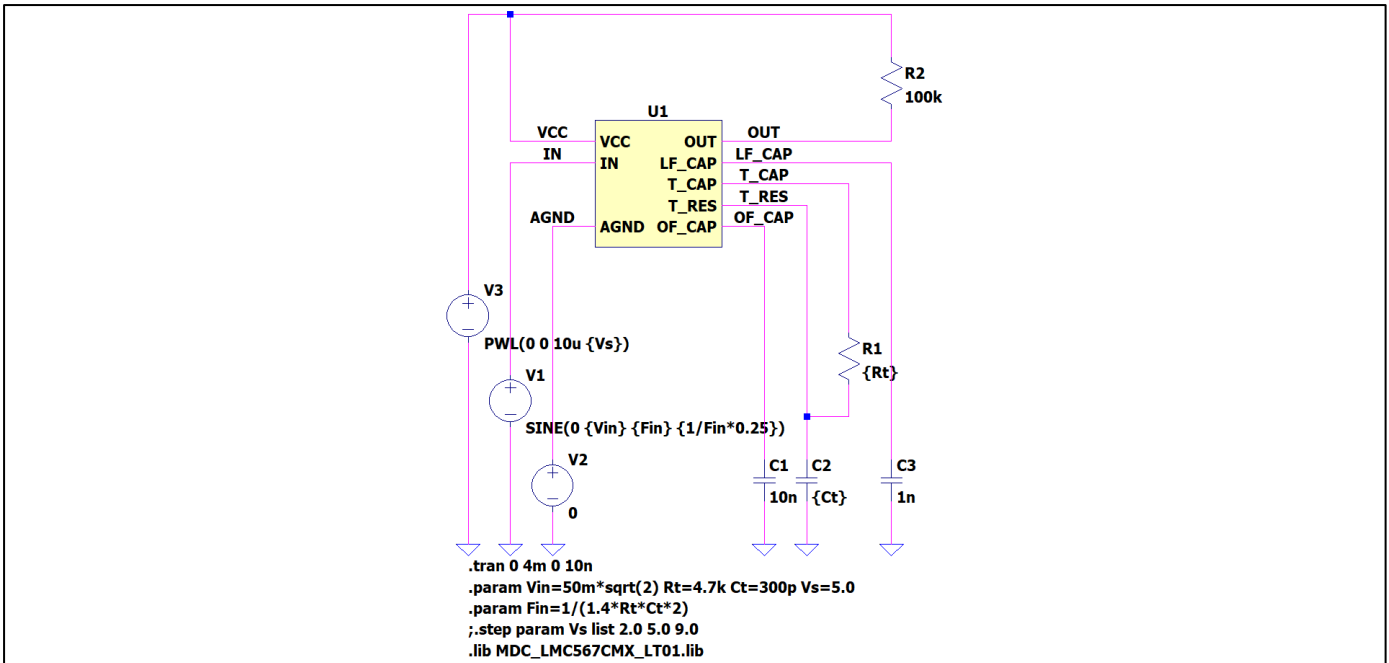 R2
100k
U1
VCC VCC OUT OUT
IN IN LF_CAP LF_CAP
T_CAP T_CAP
T_RES T_RES
AGND AGND OF_CAP OF_CAP
V3
PWL(0 0 10u {Vs})
R1
{Rt}
V1
SINE(0 {Vin} {Fin} {1/Fin*0.25})
V2
0
C1
10n
C2
{Ct}
C3
1n
.tran 0 4m 0 10n
.param Vin=50m*sqrt(2) Rt=4.7k Ct=300p Vs=5.0
.param Fin=1/(1.4*Rt*Ct*2)
;.step param Vs list 2.0 5.0 9.0
.lib MDC_LMC567CMX_LT01.lib